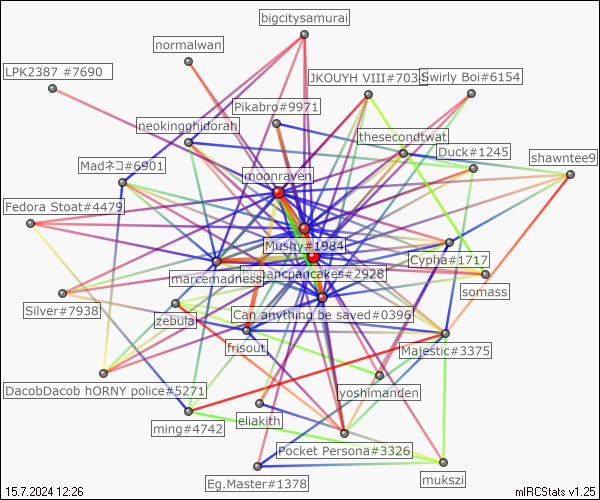 bigcitysamurai
normalwan
LPK2387 #7690
JKOUYH VIII#7034
Swirly Boi#6154
Pikabro#9971
neokingghidorah
thesecondtwat
Duck#1245
shawntee9
Madネコ#6901
moonraven
Fedora Stoat#4479
Mushy#1984
Cypha#1717
marcemadness
pancakes#2928
somass
Silver#7938
zebular
Can anything be saved#0396
frisout
Majestic#3375
DacobDacob hORNY police#5271
yoshimanden
eliakith
ming#4742
Pocket Persona#3326
Eg.Master#1378
mukszi
15.7.2024 12:26
mIRCStats v1.25